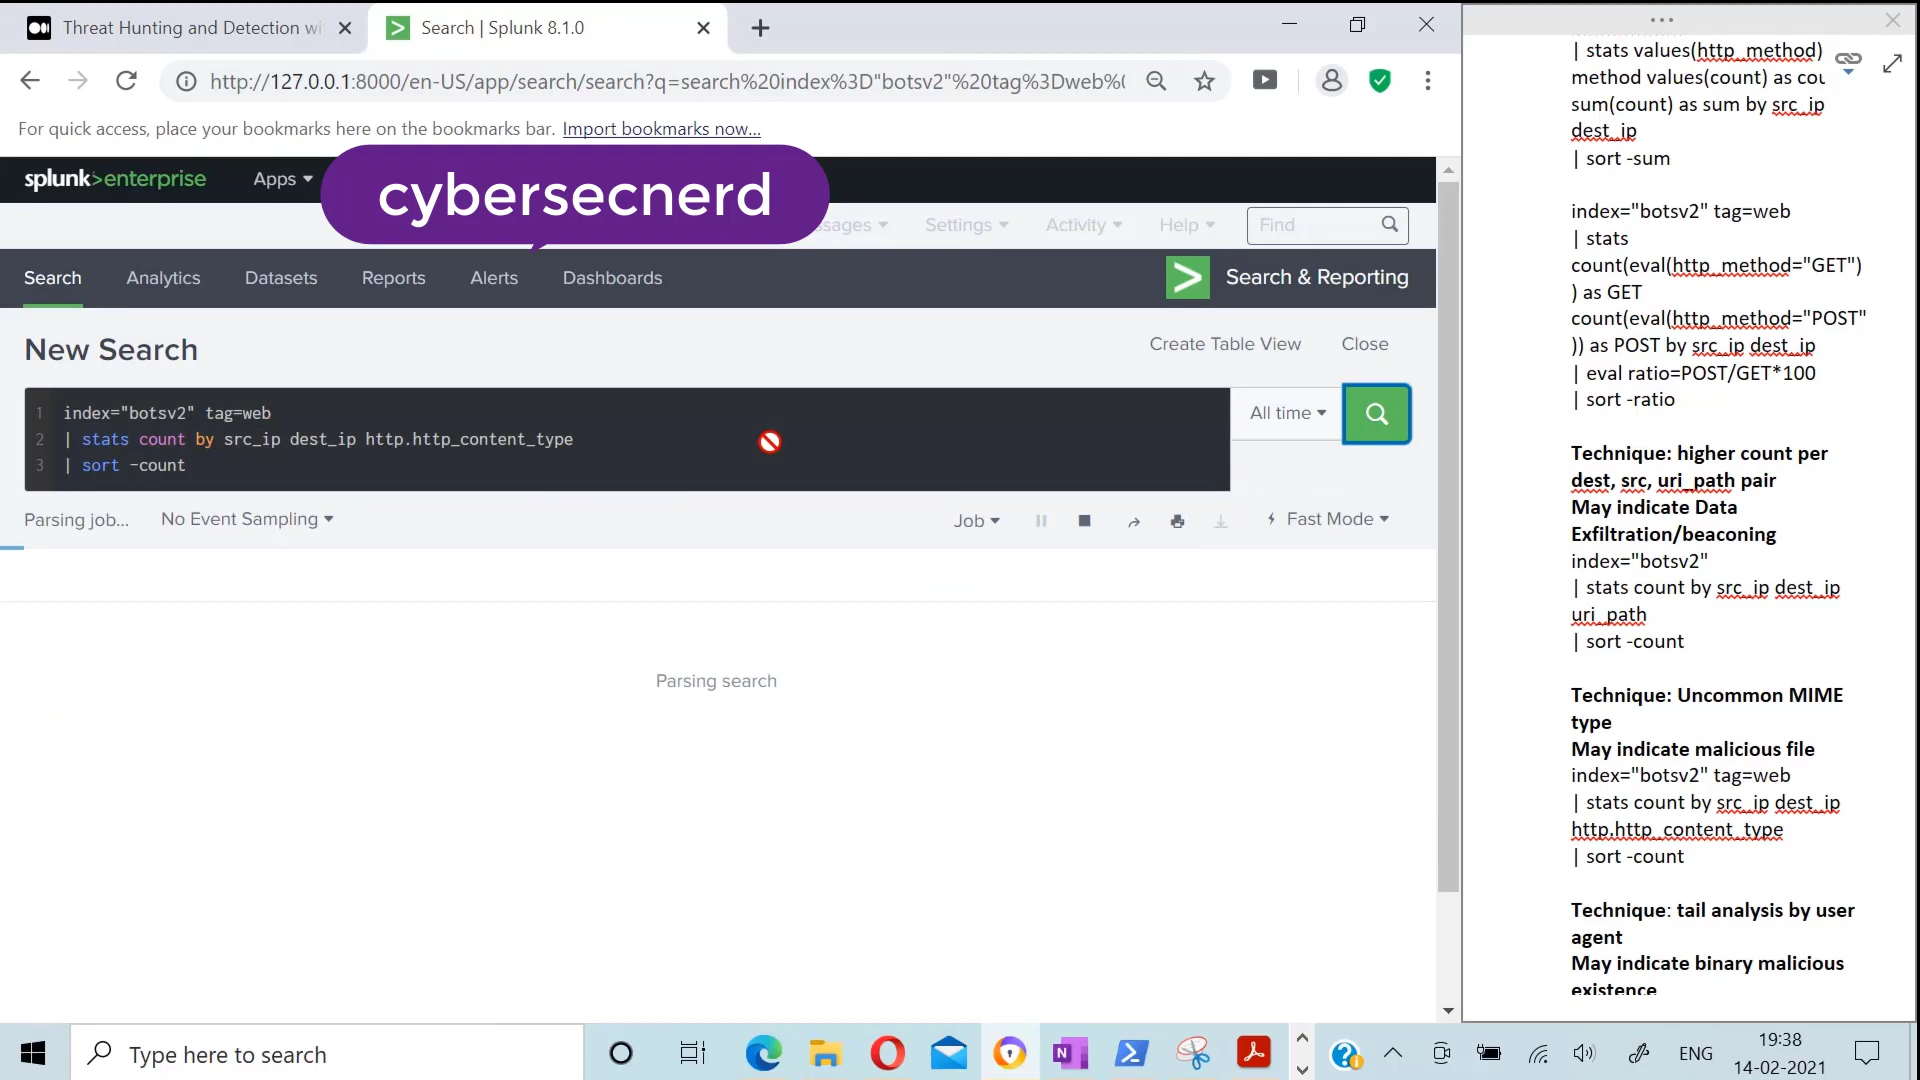 Threat Hunting and Detection wi
Search | Splunk 8.1.0
http://127.0.0.1:8000/en-US/app/search/search?q=search%20index%3D"botsv2"%20tag%3Dweb%(
For quick access, place your bookmarks here on the bookmarks bar. Import bookmarks now...
splunk>enterprise Apps
cybersecnerd
ssages Settings Activity Help Find
Search Analytics Datasets Reports Alerts Dashboards Search & Reporting
New Search
Create Table View Close
1 index="botsv2" tag=web
2 | stats count by src_ip dest_ip http.http_content_type
3 | sort -count
All time
Parsing job... No Event Sampling Job Fast Mode
Parsing search
| stats values(http_method)
method values(count) as cou
sum(count) as sum by src_ip
dest_ip
| sort -sum
index="botsv2" tag=web
| stats
count(eval(http_method="GET")
) as GET
count(eval(http_method="POST"
)) as POST by src_ip dest_ip
| eval ratio=POST/GET*100
| sort -ratio
Technique: higher count per
dest, src, uri_path pair
May indicate Data
Exfiltration/beaconing
index="botsv2"
| stats count by src_ip dest_ip
uri_path
| sort -count
Technique: Uncommon MIME
type
May indicate malicious file
index="botsv2" tag=web
| stats count by src_ip dest_ip
http.http_content_type
| sort -count
Technique: tail analysis by user
agent
May indicate binary malicious
existence
Type here to search
ENG
19:38
14-02-2021